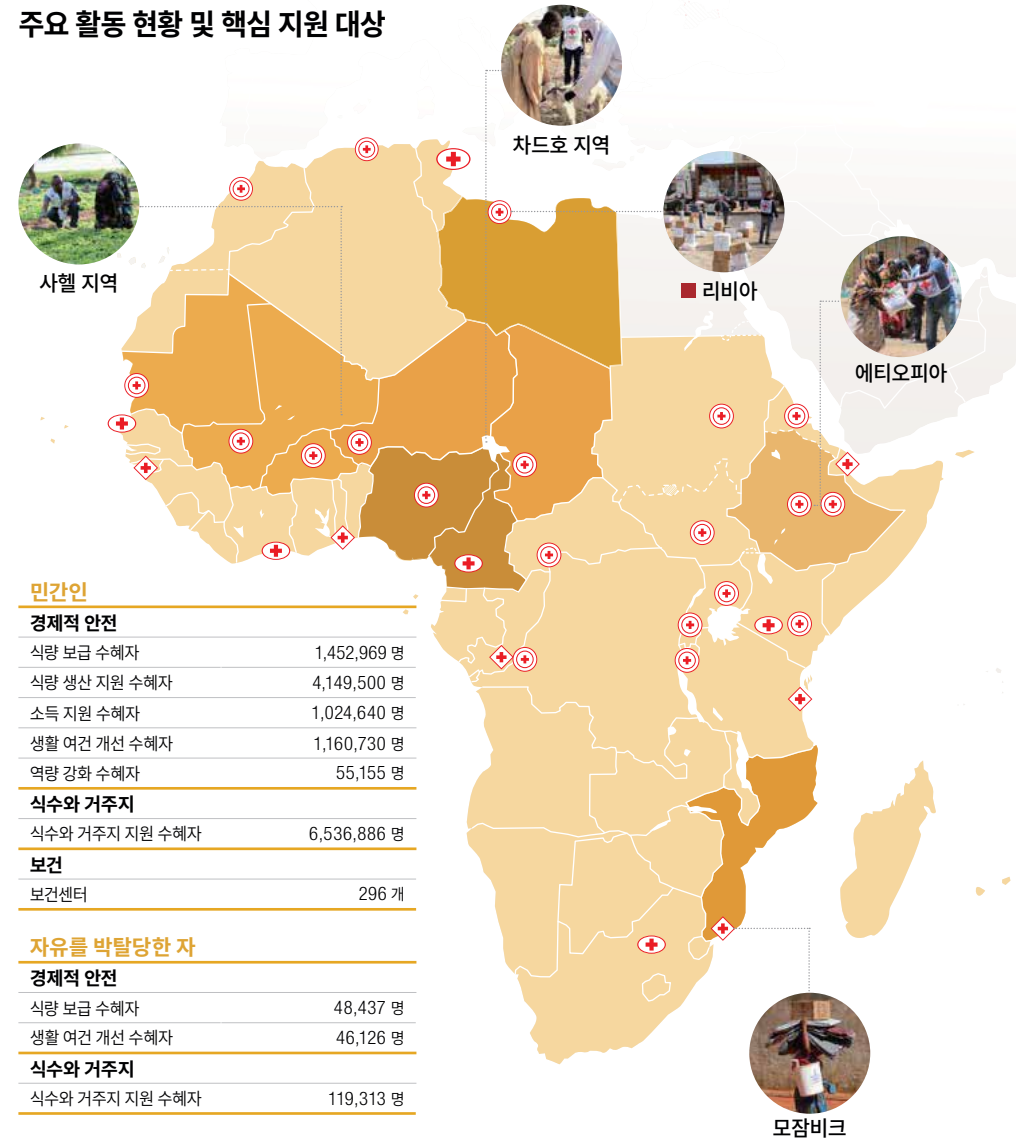 주요 활동 현황 및 핵심 지원 대상
차드호 지역
사헬 지역
리비아
에티오피아
민간인
경제적 안전
식량 보급 수혜자 1,452,969 명
식량 생산 지원 수혜자 4,149,500 명
소득 지원 수혜자 1,024,640 명
생활 여건 개선 수혜자 1,160,730 명
역량 강화 수혜자 55,155 명
식수와 거주지
식수와 거주지 지원 수혜자 6,536,886 명
보건
보건센터 296 개
자유를 박탈당한 자
경제적 안전
식량 보급 수혜자 48,437 명
생활 여건 개선 수혜자 46,126 명
식수와 거주지
식수와 거주지 지원 수혜자 119,313 명
모잠비크